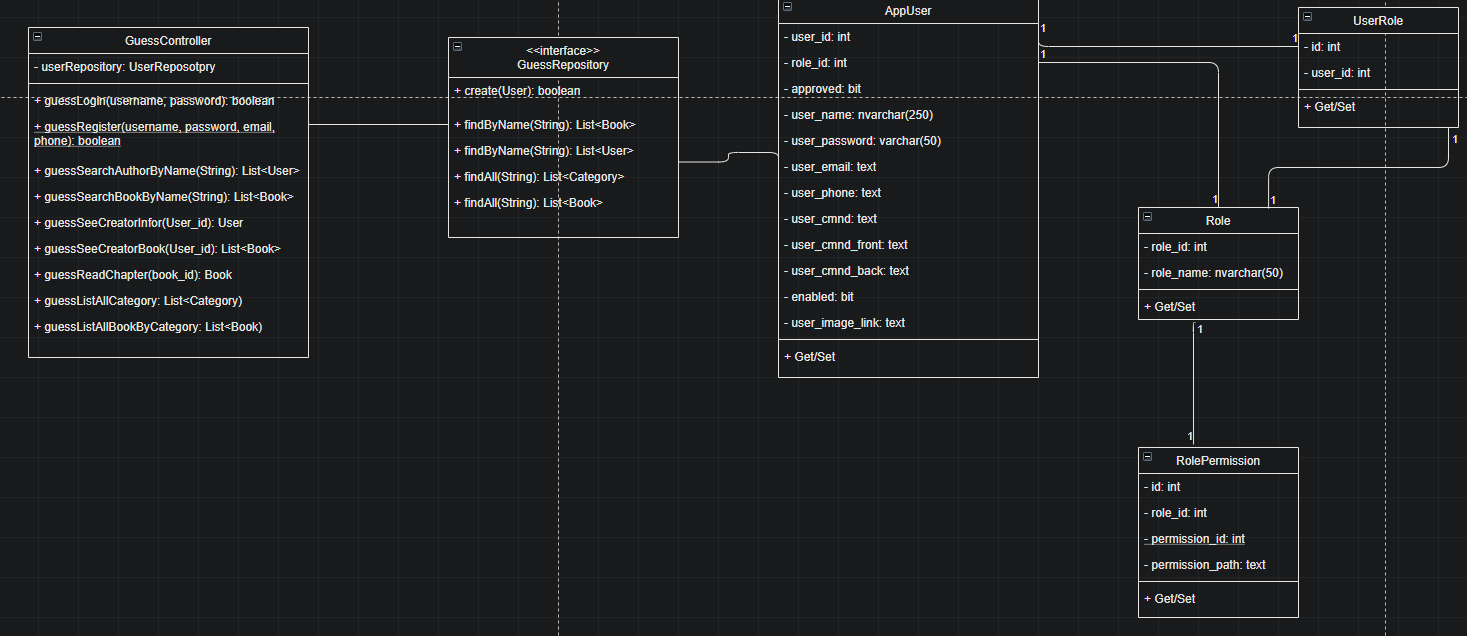 GuessController
- userRepository: UserReposotpry
+ guessLogin(username, password): boolean
+ guessRegister(username, password, email,
phone): boolean
+ guessSearchAuthorByName(String): List<User>
+ guessSearchBookByName(String): List<Book>
+ guessSeeCreatorInfor(User_id): User
+ guessSeeCreatorBook(User_id): List<Book>
+ guessReadChapter(book_id): Book
+ guessListAllCategory: List<Category)
+ guessListAllBookByCategory: List<Book)
<<interface>>
GuessRepository
+ create(User): boolean
+ findByName(String): List<Book>
+ findByName(String): List<User>
+ findAll(String): List<Category>
+ findAll(String): List<Book>
AppUser
- user_id: int
- role_id: int
- approved: bit
- user_name: nvarchar(250)
- user_password: varchar(50)
- user_email: text
- user_phone: text
- user_cmnd: text
- user_cmnd_front: text
- user_cmnd_back: text
- enabled: bit
- user_image_link: text
+ Get/Set
1
1
1
UserRole
- id: int
- user_id: int
+ Get/Set
1
1
1
Role
- role_id: int
- role_name: nvarchar(50)
+ Get/Set
1
1
RolePermission
- id: int
- role_id: int
- permission_id: int
- permission_path: text
+ Get/Set